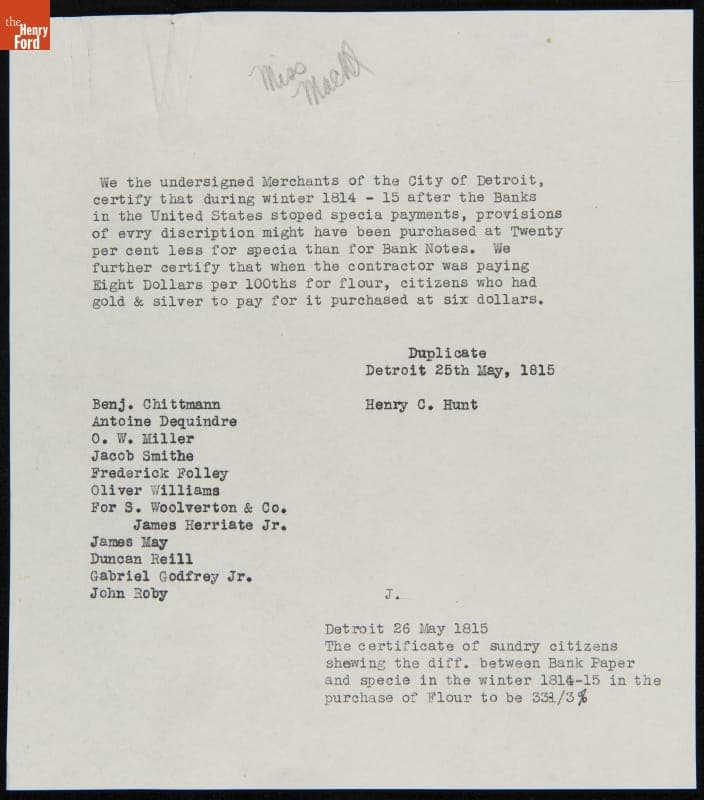 the
Henry
Ford
Miss
We the undersigned Merchants of the City of Detroit,
certify that during winter 1814 - 15 after the Banks
in the United States stoped specia payments, provisions
of evry discription might have been purchased at Twenty
per cent less for specia than for Bank Notes. We
further certify that when the contractor was paying
Eight Dollars per 100ths for flour, citizens who had
gold & silver to pay for it purchased at six dollars.
Duplicate
Detroit 25th May, 1815
Benj. Chittmann
Henry C. Hunt
Antoine Dequindre
O. W. Miller
Jacob Smithe
Frederick Folley
Oliver Williams
For S. Woolverton & Co.
James Herriate Jr.
James May
Duncan Reill
Gabriel Godfrey Jr.
John Roby
J.
Detroit 26 May 1815
The certificate of sundry citizens
shewing the diff. between Bank Paper
and specie in the winter 1814-15 in the
purchase of Flour to be 331/3%